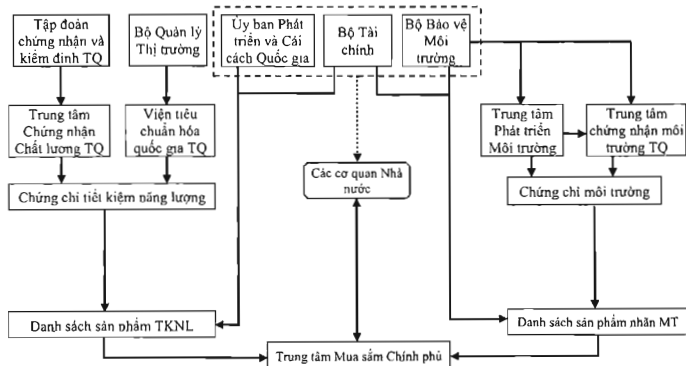 Tập đoàn
chứng nhận và
kiểm định TQ
Bộ Quản lý
Thị trường
Ủy ban Phát
triển và Cải
cách Quốc gia
Bộ Tài
chính
Bộ Bảo vệ
Môi
trường
Trung tâm
Chứng nhận
Chất lượng TQ
Viện tiêu
chuẩn hóa
quốc gia TQ
Trung tâm
Phát triển
Môi trường
Trung tâm
chứng nhận môi
trường TQ
Các cơ quan Nhà
nước
Chứng chỉ tiết kiệm năng lượng
Chứng chỉ môi trường
Danh sách sản phẩm TKNL
Danh sách sản phẩm nhãn MT
Trung tâm Mua sắm Chính phủ